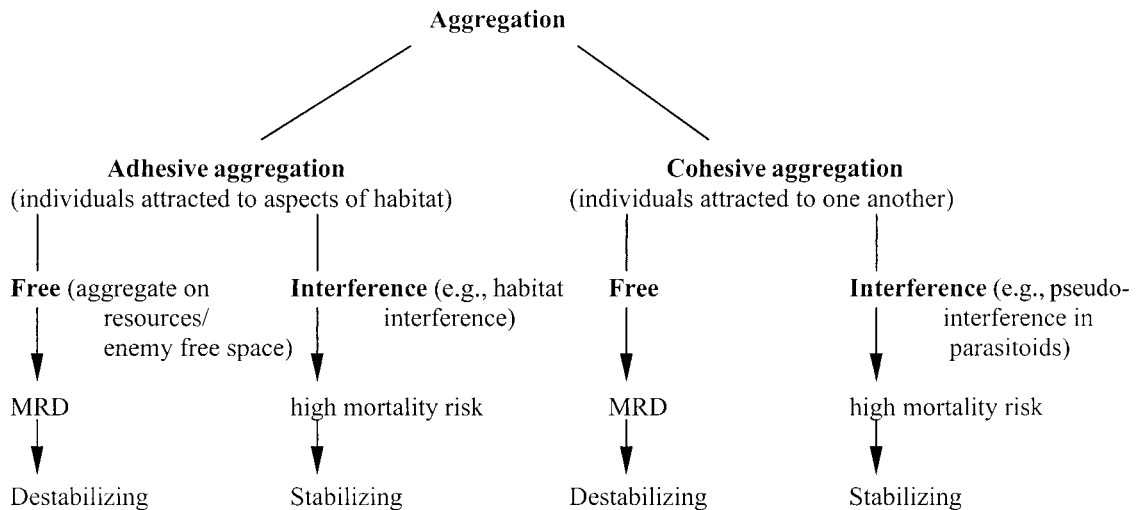 Aggregation
Adhesive aggregation
(individuals attracted to aspects of habitat)
Cohesive aggregation
(individuals attracted to one another)
Free (aggregate on
resources/
enemy free space)
Interference (e.g., habitat
interference)
Free
Interference (e.g., pseudo-
interference in
parasitoids)
MRD
high mortality risk
MRD
high mortality risk
Destabilizing
Stabilizing
Destabilizing
Stabilizing